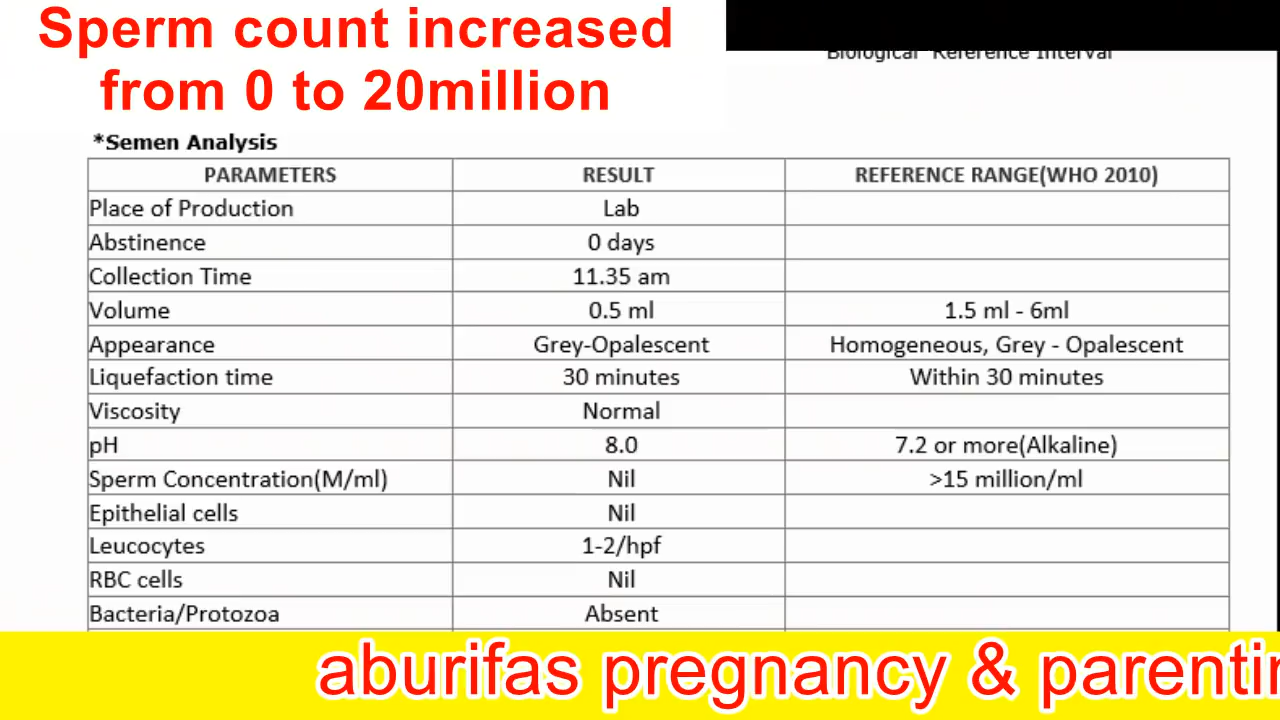 Sperm count increased
from 0 to 20million
Biological Reference Interval
*Semen Analysis
PARAMETERS RESULT REFERENCE RANGE(WHO 2010)
Place of Production Lab
Abstinence 0 days
Collection Time 11.35 am
Volume 0.5 ml 1.5 ml - 6ml
Appearance Grey-Opalescent Homogeneous, Grey - Opalescent
Liquefaction time 30 minutes Within 30 minutes
Viscosity Normal
pH 8.0 7.2 or more(Alkaline)
Sperm Concentration(M/ml) Nil >15 million/ml
Epithelial cells Nil
Leucocytes 1-2/hpf
RBC cells Nil
Bacteria/Protozoa Absent
aburifas pregnancy & parentin